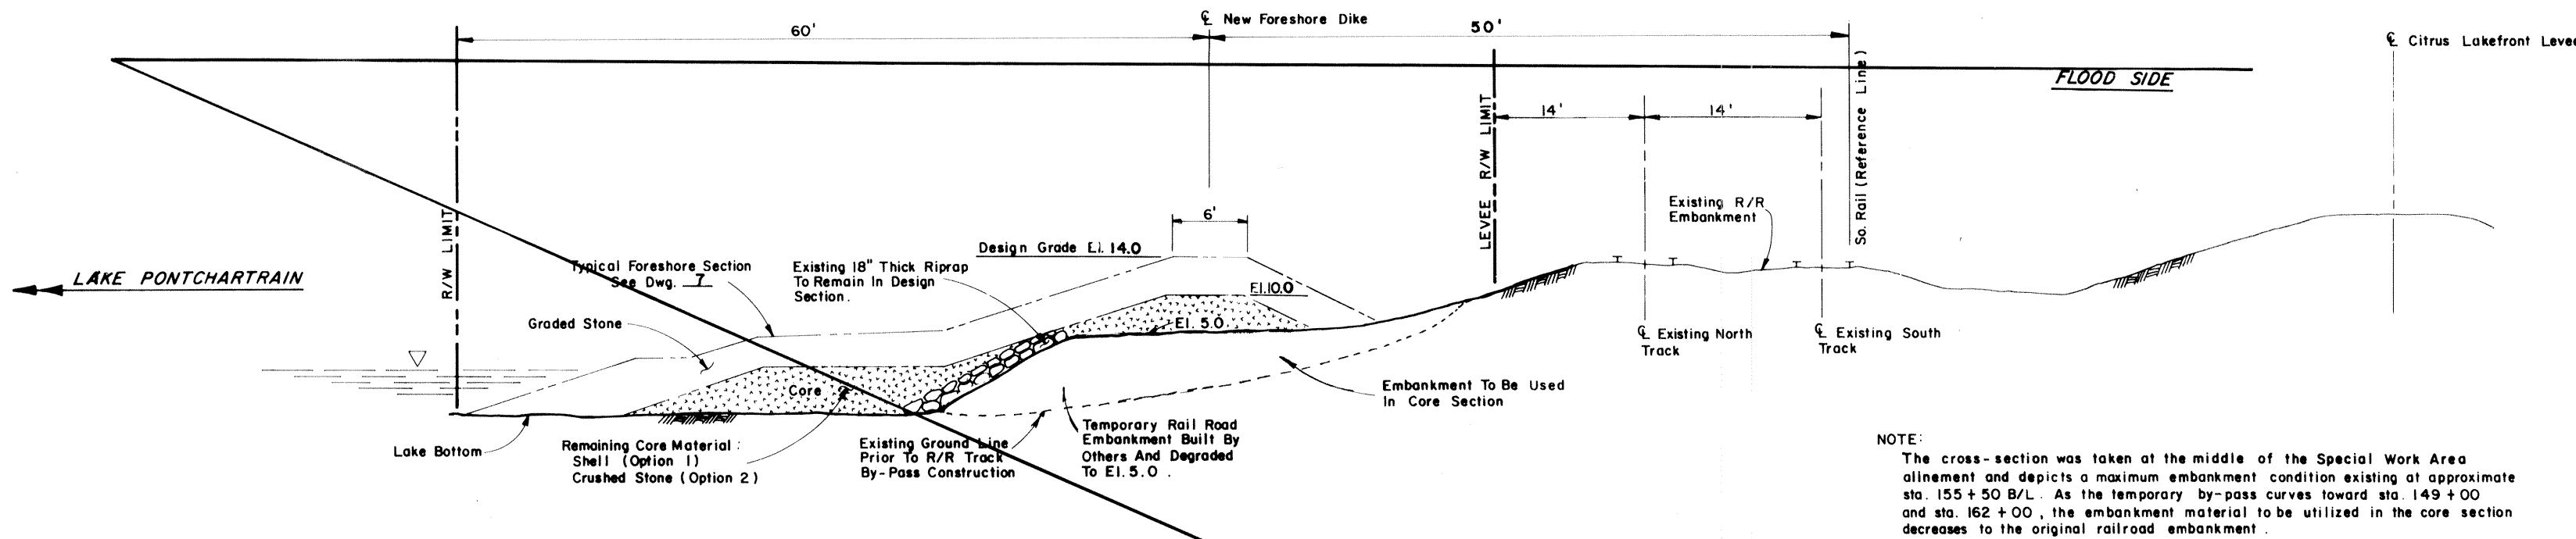 60'
℄ New Foreshore Dike
50'
℄ Citrus Lakefront Levee
FLOOD SIDE
So. Rail (Reference Line)
LEVEE R/W LIMIT
14'
14'
R/W LIMIT
6'
Existing R/R
Embankment
Design Grade El. 14.0
LAKE PONTCHARTRAIN
Typical Foreshore Section
See Dwg. 7
Existing 18" Thick Riprap
To Remain In Design
Section.
El.10.0
Graded Stone
El. 5.0
℄ Existing North
Track
℄ Existing South
Track
Core
Embankment To Be Used
In Core Section
Lake Bottom
Remaining Core Material :
Shell (Option 1)
Crushed Stone (Option 2)
Existing Ground Line
Prior To R/R Track
By-Pass Construction
Temporary Rail Road
Embankment Built By
Others And Degraded
To El. 5.0 .
NOTE:
The cross-section was taken at the middle of the Special Work Area
alinement and depicts a maximum embankment condition existing at approximate
sta. 155 + 50 B/L . As the temporary by-pass curves toward sta. 149 + 00
and sta. 162 + 00 , the embankment material to be utilized in the core section
decreases to the original railroad embankment .